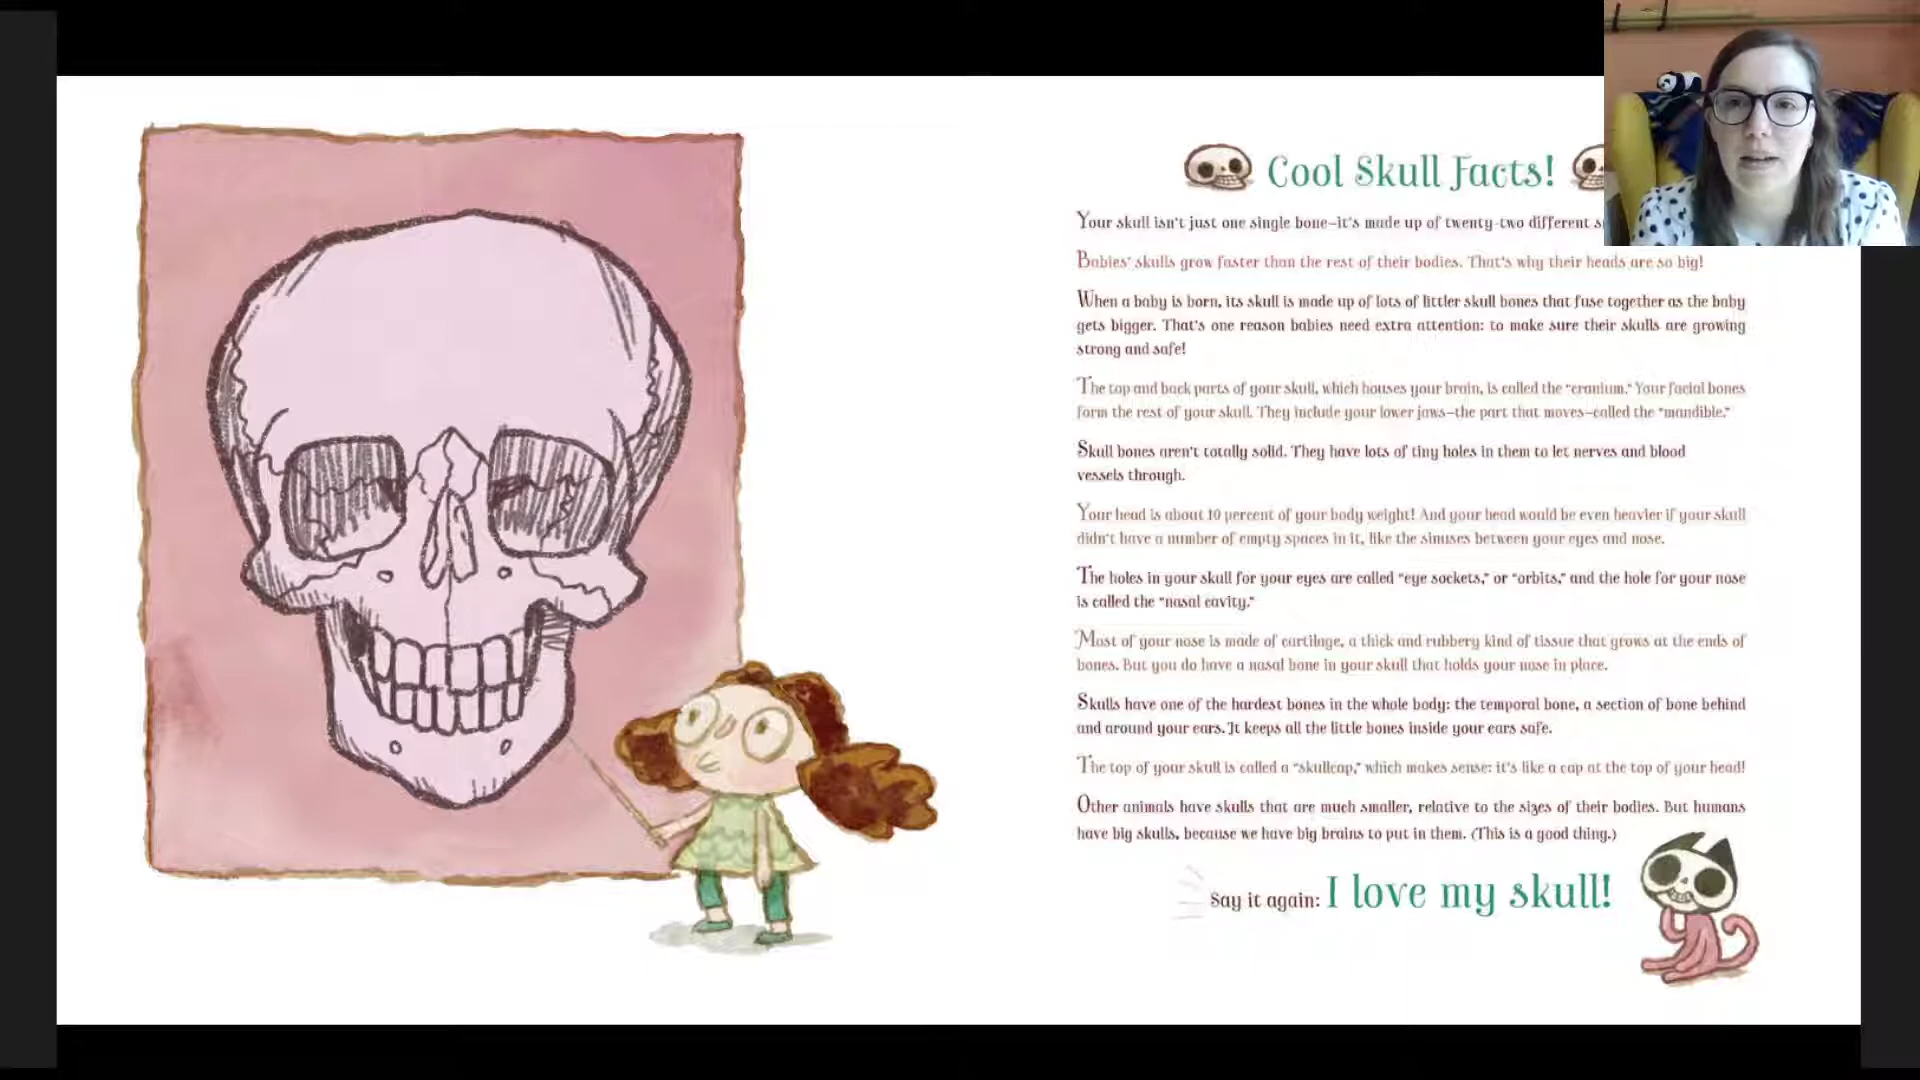 Cool Skull Facts!
Your skull isn't just one single bone—it's made up of twenty-two different
Babies' skulls grow faster than the rest of their bodies. That's why their heads are so big!
When a baby is born, its skull is made up of lots of littler skull bones that fuse together as the baby
gets bigger. That's one reason babies need extra attention: to make sure their skulls are growing
strong and safe!
The top and back parts of your skull, which houses your brain, is called the "cranium." Your facial bones
form the rest of your skull. They include your lower jaws—the part that moves—called the "mandible."
Skull bones aren't totally solid. They have lots of tiny holes in them to let nerves and blood
vessels through.
Your head is about 10 percent of your body weight! And your head would be even heavier if your skull
didn't have a number of empty spaces in it, like the sinuses between your eyes and nose.
The holes in your skull for your eyes are called "eye sockets," or "orbits," and the hole for your nose
is called the "nasal cavity."
Most of your nose is made of cartilage, a thick and rubbery kind of tissue that grows at the ends of
bones. But you do have a nasal bone in your skull that holds your nose in place.
Skulls have one of the hardest bones in the whole body: the temporal bone, a section of bone behind
and around your ears. It keeps all the little bones inside your ears safe.
The top of your skull is called a "skullcap," which makes sense: it's like a cap at the top of your head!
Other animals have skulls that are much smaller, relative to the sizes of their bodies. But humans
have big skulls, because we have big brains to put in them. (This is a good thing.)
Say it again: I love my skull!